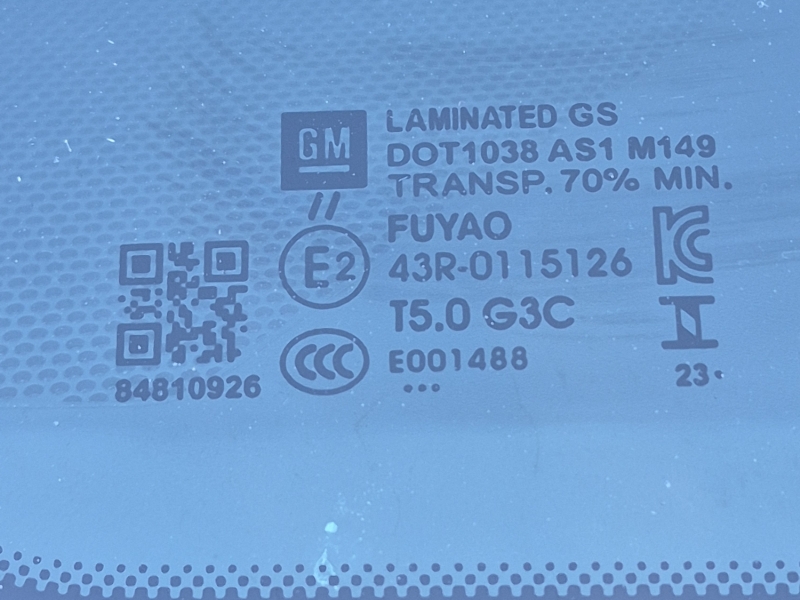 GM
LAMINATED GS
DOT1038 AS1 M149
TRANSP. 70% MIN.
//
FUYAO
E2
43R-0115126
KC
T5.0 G3C
CCC
E001488
...
84810926
23.